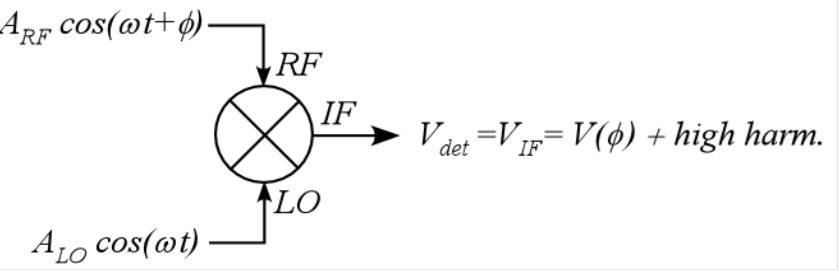 A_RF cos(ωt+ϕ)
RF
IF
V_det =V_IF= V(ϕ) + high harm.
LO
A_LO cos(ωt)